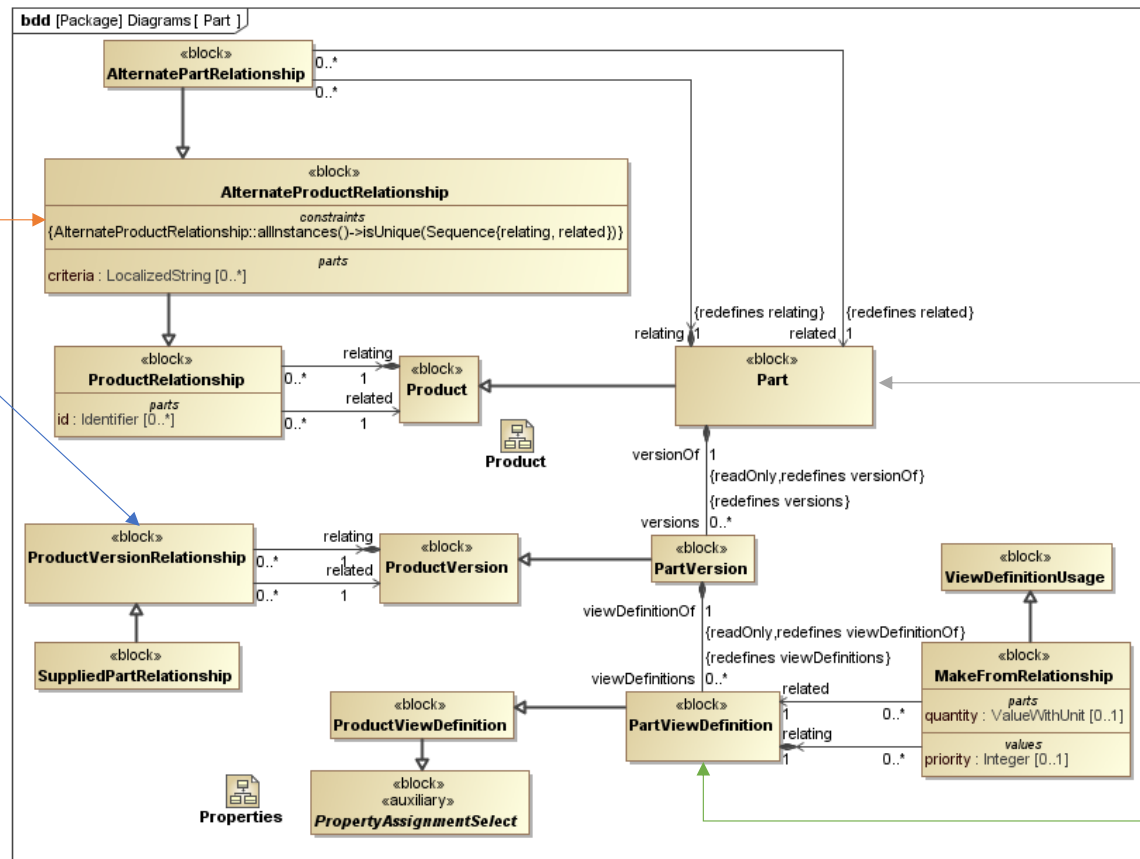 bdd [Package] Diagrams [ Part ]
«block»
AlternatePartRelationship
0..*
0..*
«block»
AlternateProductRelationship
constraints
{AlternateProductRelationship::allInstances()->isUnique(Sequence{relating, related})}
parts
criteria : LocalizedString [0..*]
{redefines relating}
relating 1
{redefines related}
related 1
«block»
ProductRelationship
parts
id : Identifier [0..*]
relating
0..* 1
related
0..* 1
«block»
Product
«block»
Part
Product
versionOf 1
{readOnly,redefines versionOf}
{redefines versions}
versions 0..*
«block»
ProductVersionRelationship
relating
0..* 1
related
0..* 1
«block»
ProductVersion
«block»
PartVersion
«block»
ViewDefinitionUsage
viewDefinitionOf 1
{readOnly,redefines viewDefinitionOf}
{redefines viewDefinitions}
viewDefinitions 0..*
«block»
SuppliedPartRelationship
«block»
ProductViewDefinition
«block»
PartViewDefinition
related
1 0..*
relating
1 0..*
«block»
MakeFromRelationship
parts
quantity : ValueWithUnit [0..1]
values
priority : Integer [0..1]
Properties
«block»
«auxiliary»
PropertyAssignmentSelect